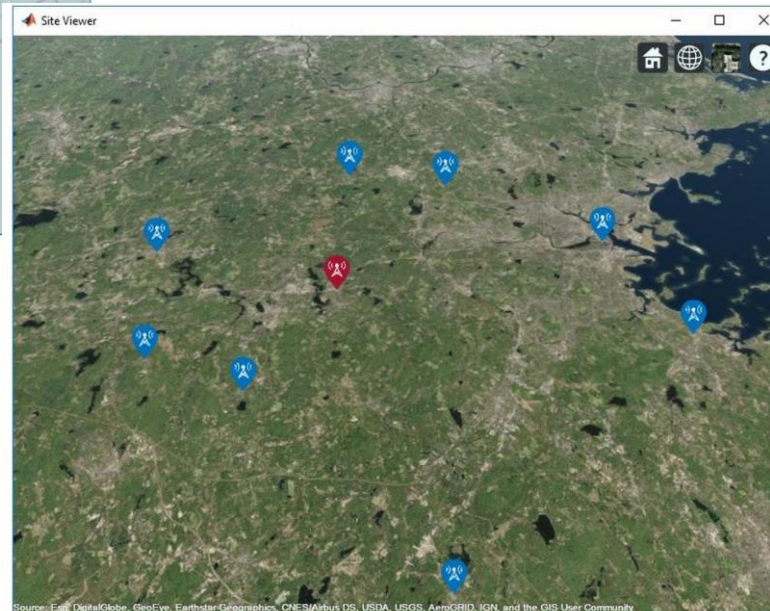 Site Viewer
?
Source: Esri, DigitalGlobe, GeoEye, Earthstar Geographics, CNES/Airbus DS, USDA, USGS, AeroGRID, IGN, and the GIS User Community